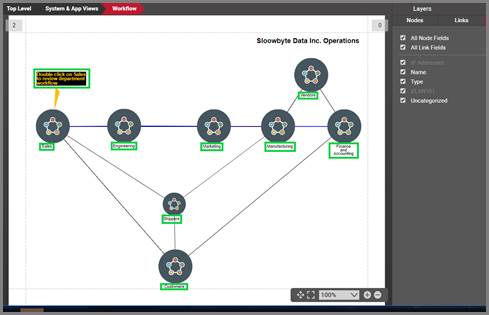 Top Level
System & App Views
Workflow
2
0
Sloowbyte Data Inc. Operations
Double click on Sales
to review department
workflow
Vendors
Sales
Engineering
Marketing
Manufacturing
Finance
and
Accounting
Shippers
Customers
100%
Layers
Nodes
Links
All Node Fields
All Link Fields
IP Addresses
Name
Type
Uncategorized